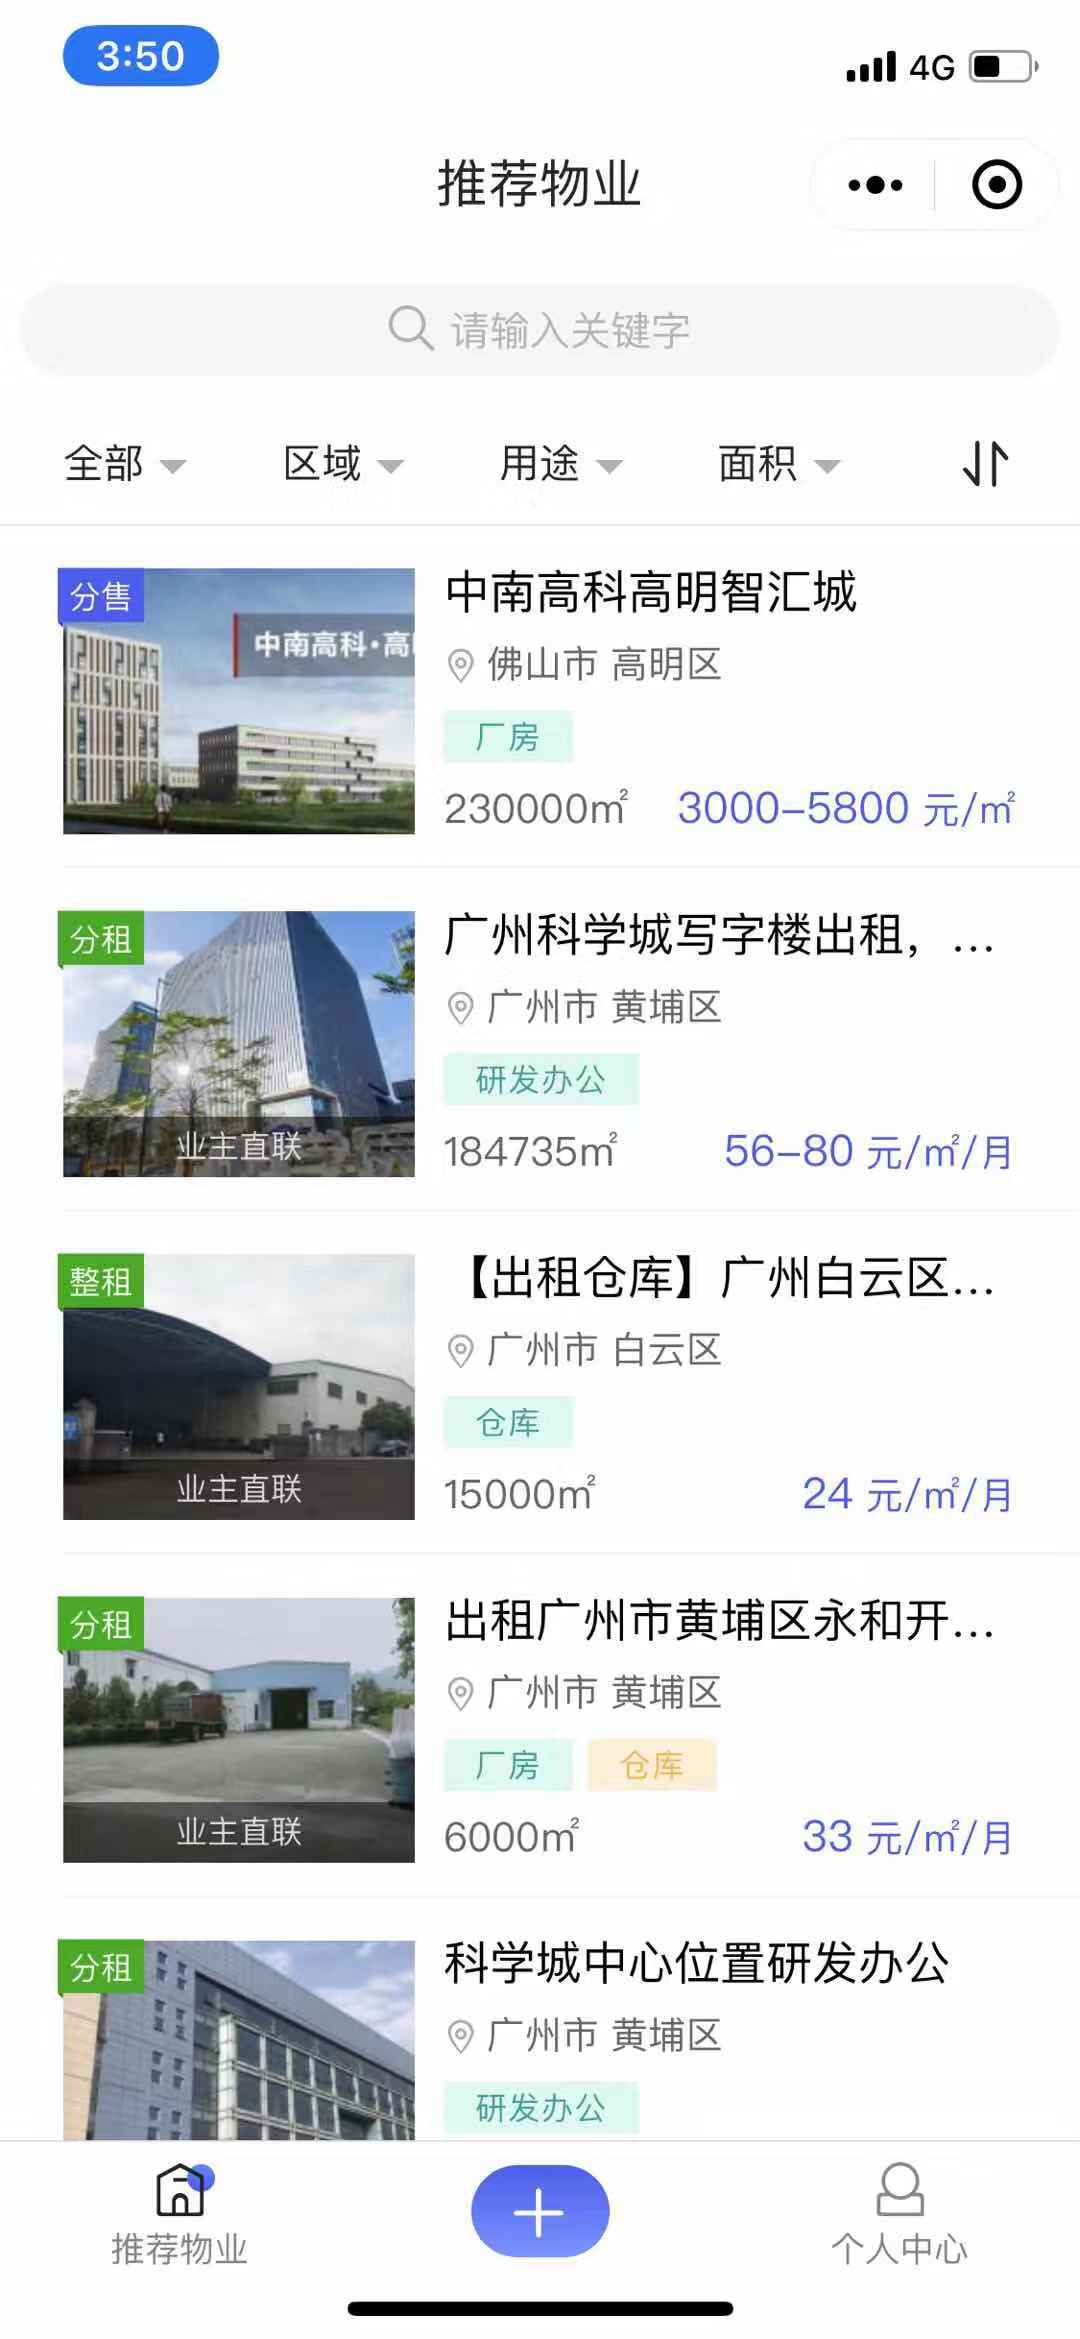 3:50
4G
推荐物业
请输入关键字
全部 区域 用途 面积
分售
中南高科·高
中南高科高明智汇城
佛山市 高明区
厂房
230000㎡ 3000-5800 元/㎡
分租
业主直联
广州科学城写字楼出租，...
广州市 黄埔区
研发办公
184735㎡ 56-80 元/㎡/月
整租
业主直联
【出租仓库】广州白云区...
广州市 白云区
仓库
15000㎡ 24 元/㎡/月
分租
业主直联
出租广州市黄埔区永和开...
广州市 黄埔区
厂房 仓库
6000㎡ 33 元/㎡/月
分租
科学城中心位置研发办公
广州市 黄埔区
研发办公
推荐物业
个人中心